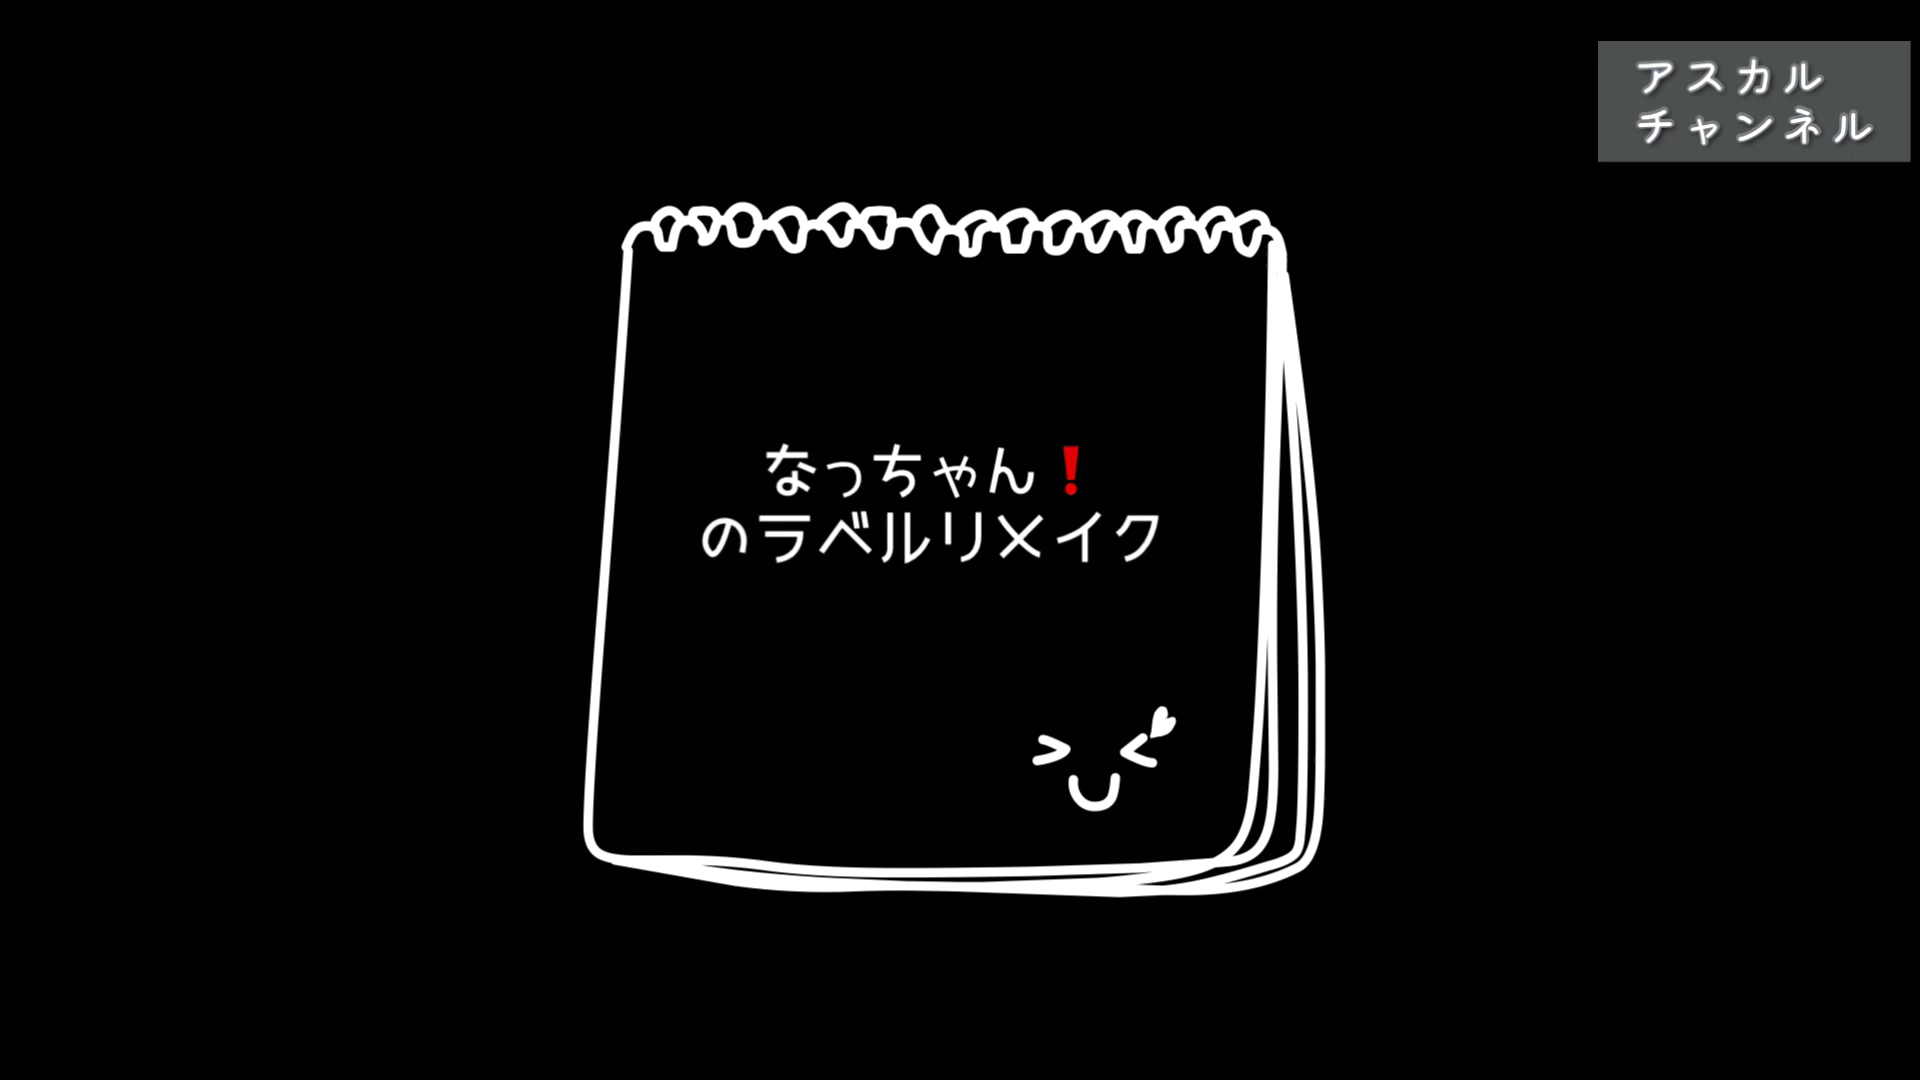 アスカル
チャンネル
なっちゃん❗
のラベルリメイク